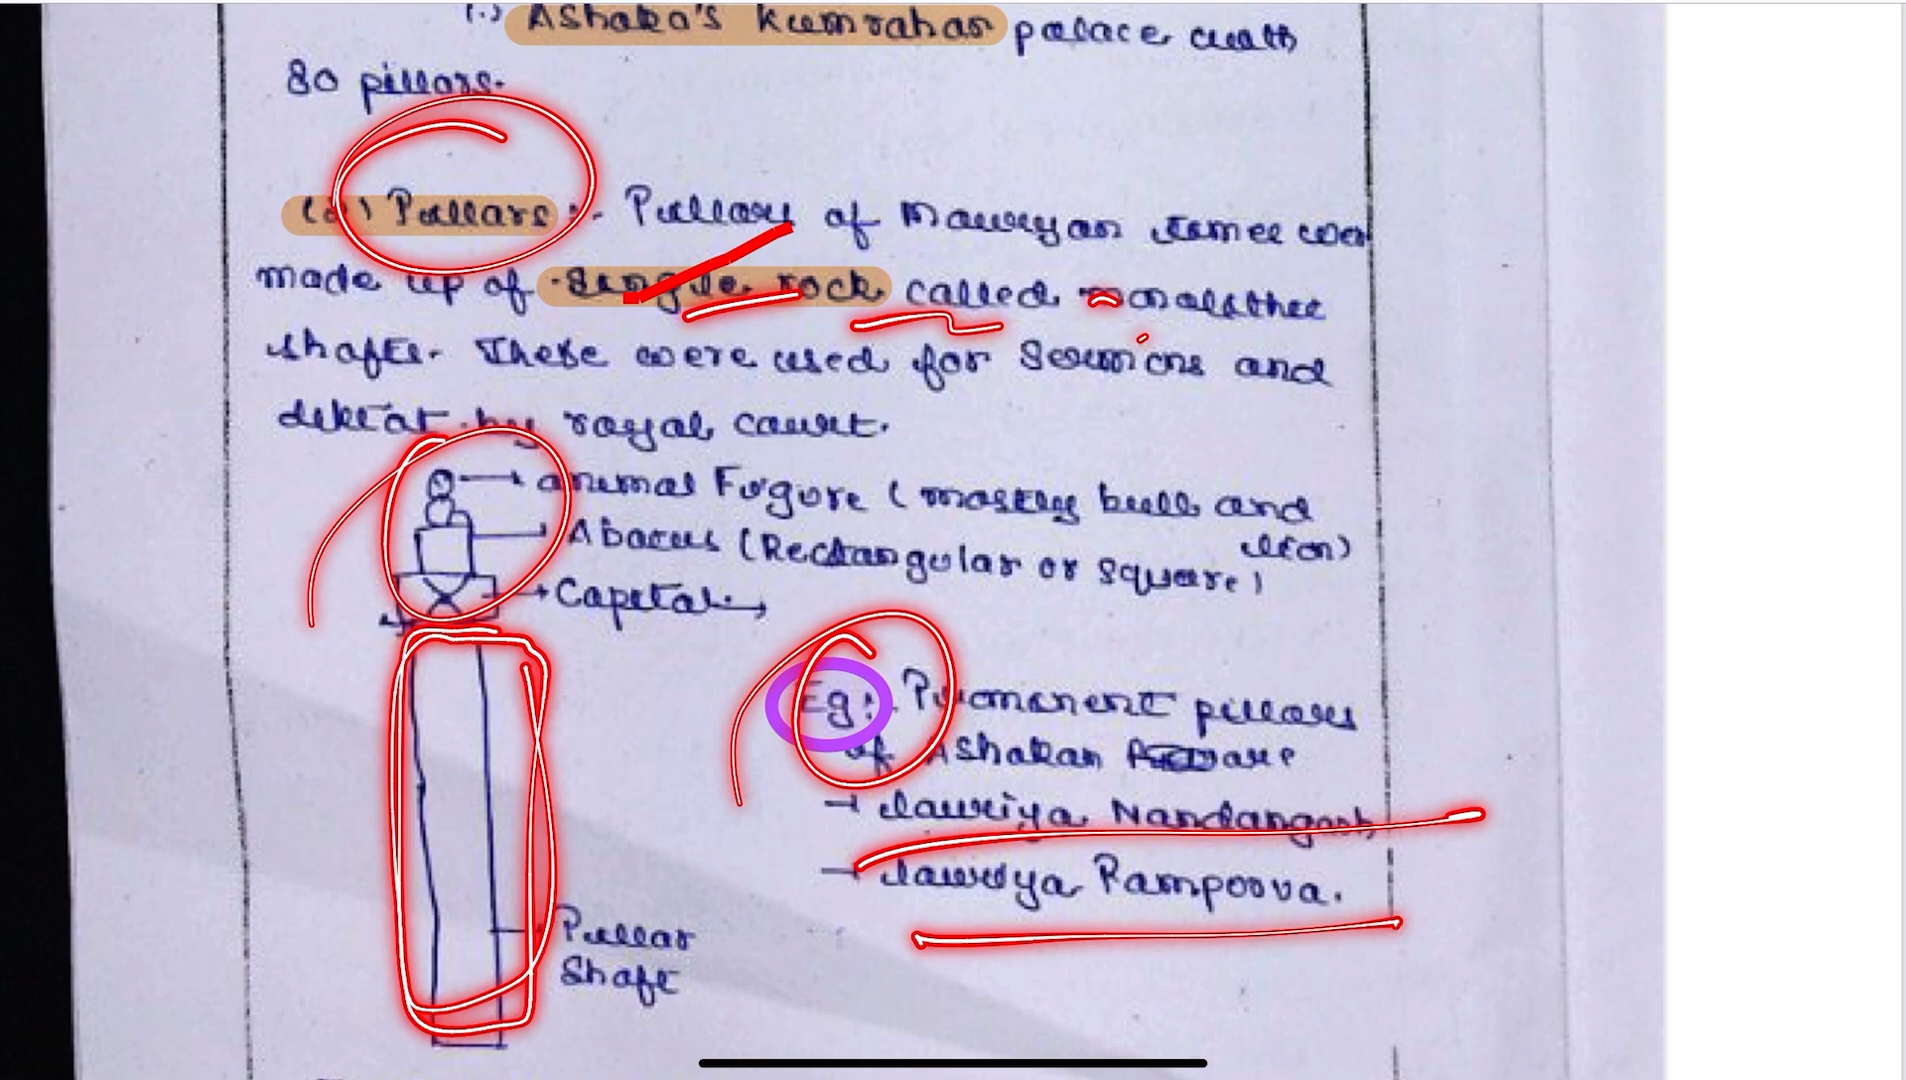 (i) Ashoka's Kumrahar palace with
80 pillars.
Pillars :- Pillars of Mauryan times were
made up of single rock called monolithic
shafts. These were used for sermons and
diktat by royal court.
→ animal Figure (mostly bull and
lion)
Abacus (Rectangular or square)
→ Capital →
Eg: Prominent pillars
of Ashokan
→ lauriya Nandangarh
→ lauriya Rampoorva.
Pillar
Shaft